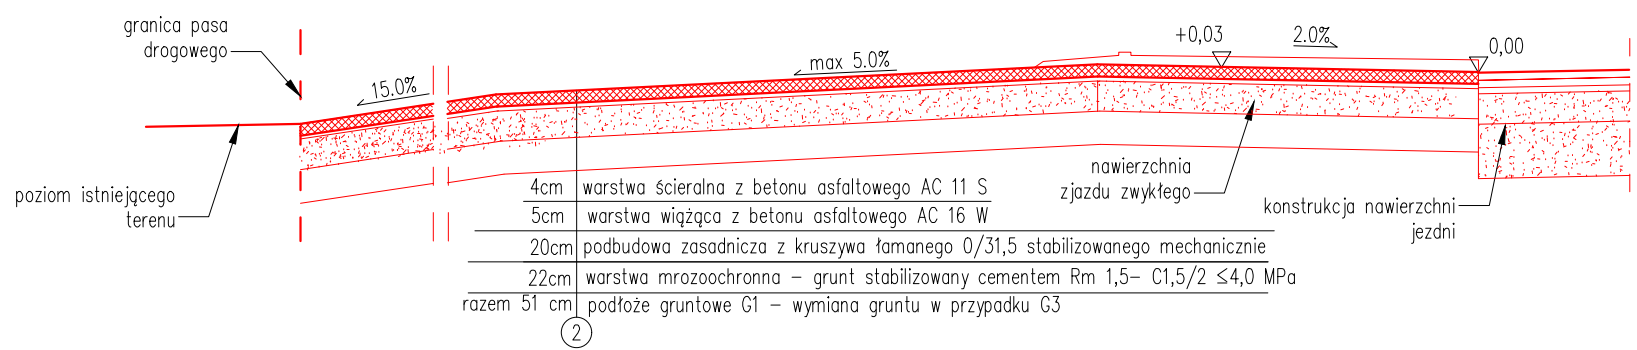 granica pasa
drogowego
15.0%
max 5.0%
+0,03
2.0%
0,00
poziom istniejącego
terenu
nawierzchnia
zjazdu zwykłego
konstrukcja nawierzchni
jezdni
4cm warstwa ścieralna z betonu asfaltowego AC 11 S
5cm warstwa wiążąca z betonu asfaltowego AC 16 W
20cm podbudowa zasadnicza z kruszywa łamanego 0/31,5 stabilizowanego mechanicznie
22cm warstwa mrozoochronna – grunt stabilizowany cementem Rm 1,5– C1,5/2 ≤4,0 MPa
razem 51 cm podłoże gruntowe G1 – wymiana gruntu w przypadku G3
2